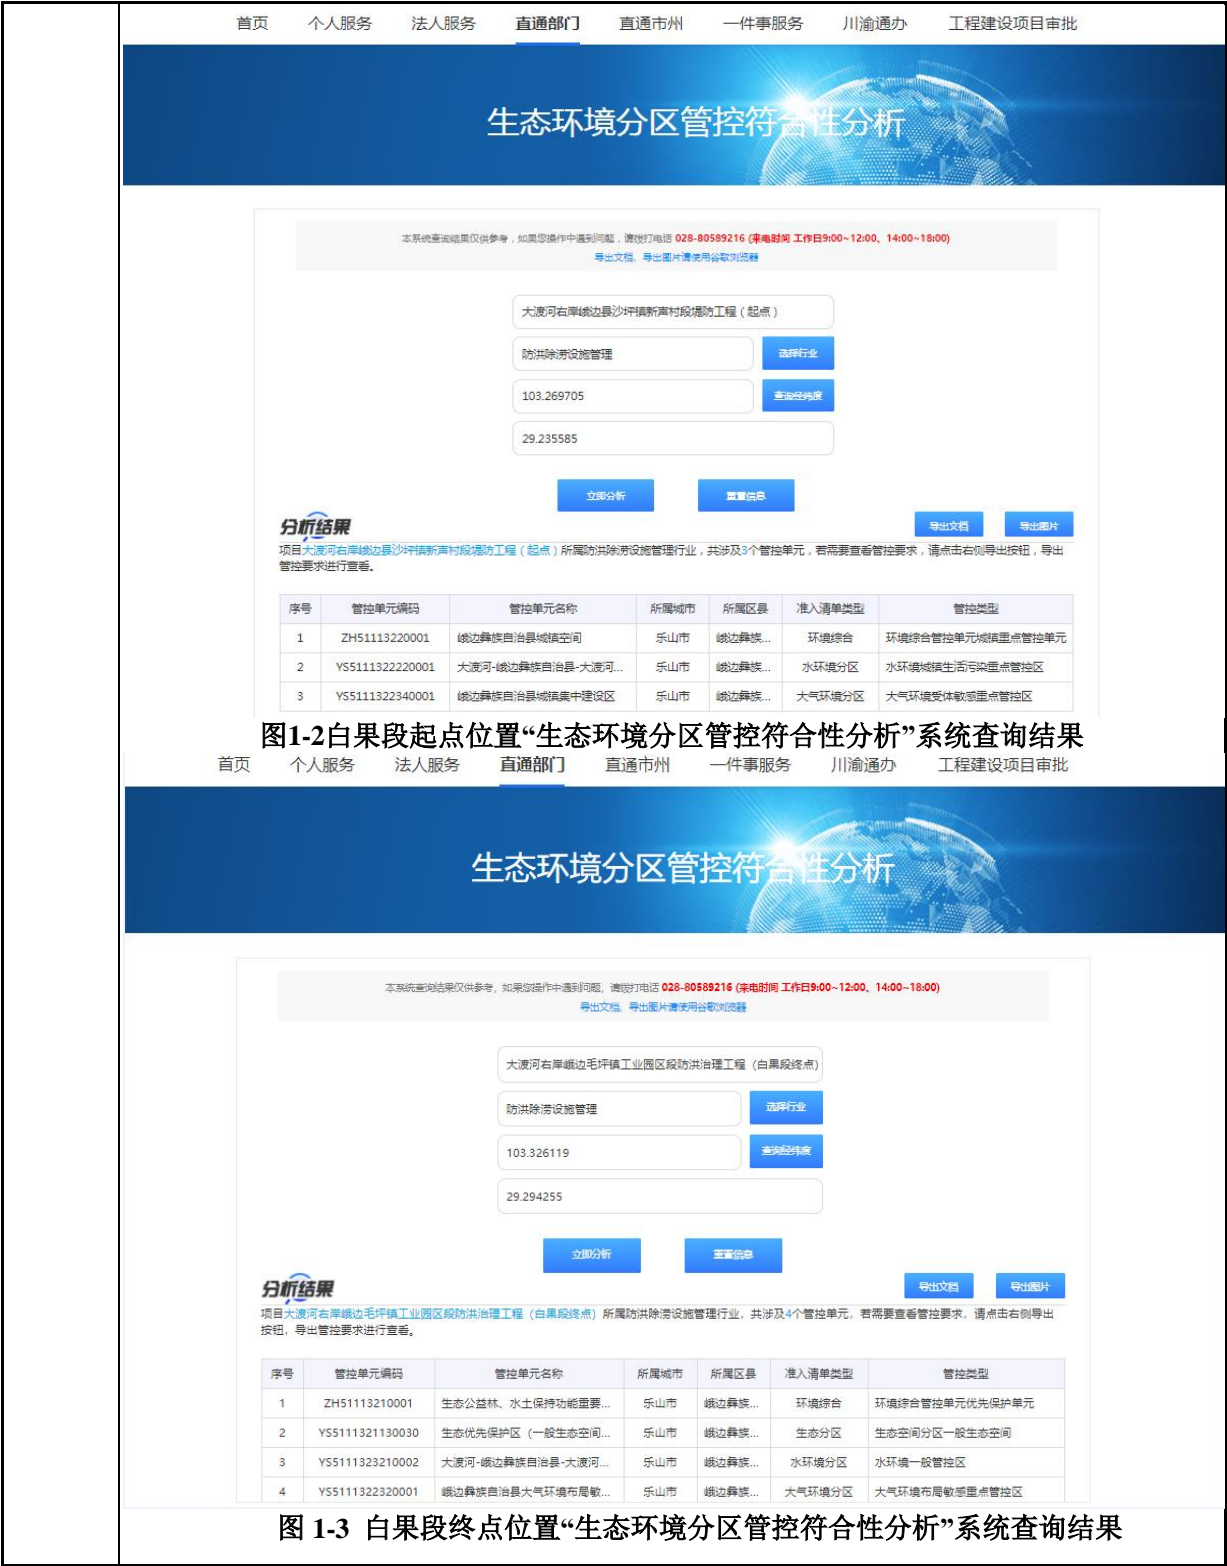 首页 个人服务 法人服务 直通部门 直通市州 一件事服务 川渝通办 工程建设项目审批
生态环境分区管控符合性分析
本系统查询结果仅供参考，如果您操作中遇到问题，请拨打电话 028-80589216 (来电时间 工作日9:00~12:00、14:00~18:00)
导出文档、导出图片请使用谷歌浏览器
大渡河右岸峨边县沙坪镇新声村段堤防工程（起点）
防洪除涝设施管理 选择行业
103.269705 查询经纬度
29.235585
立即分析 重置信息
分析结果 导出文档 导出图片
项目大渡河右岸峨边县沙坪镇新声村段堤防工程（起点）所属防洪除涝设施管理行业，共涉及3个管控单元，若需要查看管控要求，请点击右侧导出按钮，导出
管控要求进行查看。
序号 管控单元编码 管控单元名称 所属城市 所属区县 准入清单类型 管控类型
1 ZH51113220001 峨边彝族自治县城镇空间 乐山市 峨边彝族... 环境综合 环境综合管控单元城镇重点管控单元
2 YS5111322220001 大渡河-峨边彝族自治县-大渡河... 乐山市 峨边彝族... 水环境分区 水环境城镇生活污染重点管控区
3 YS5111322340001 峨边彝族自治县城镇集中建设区 乐山市 峨边彝族... 大气环境分区 大气环境受体敏感重点管控区
图1-2白果段起点位置“生态环境分区管控符合性分析”系统查询结果
首页 个人服务 法人服务 直通部门 直通市州 一件事服务 川渝通办 工程建设项目审批
生态环境分区管控符合性分析
本系统查询结果仅供参考，如果您操作中遇到问题，请拨打电话 028-80589216 (来电时间 工作日9:00~12:00、14:00~18:00)
导出文档、导出图片请使用谷歌浏览器
大渡河右岸峨边毛坪镇工业园区段防洪治理工程（白果段终点）
防洪除涝设施管理 选择行业
103.326119 查询经纬度
29.294255
立即分析 重置信息
分析结果 导出文档 导出图片
项目大渡河右岸峨边毛坪镇工业园区段防洪治理工程（白果段终点）所属防洪除涝设施管理行业，共涉及4个管控单元，若需要查看管控要求，请点击右侧导出
按钮，导出管控要求进行查看。
序号 管控单元编码 管控单元名称 所属城市 所属区县 准入清单类型 管控类型
1 ZH51113210001 生态公益林、水土保持功能重要... 乐山市 峨边彝族... 环境综合 环境综合管控单元优先保护单元
2 YS5111321130030 生态优先保护区（一般生态空间... 乐山市 峨边彝族... 生态分区 生态空间分区一般生态空间
3 YS5111323210002 大渡河-峨边彝族自治县-大渡河... 乐山市 峨边彝族... 水环境分区 水环境一般管控区
4 YS5111322320001 峨边彝族自治县大气环境布局敏... 乐山市 峨边彝族... 大气环境分区 大气环境布局敏感重点管控区
图 1-3 白果段终点位置“生态环境分区管控符合性分析”系统查询结果